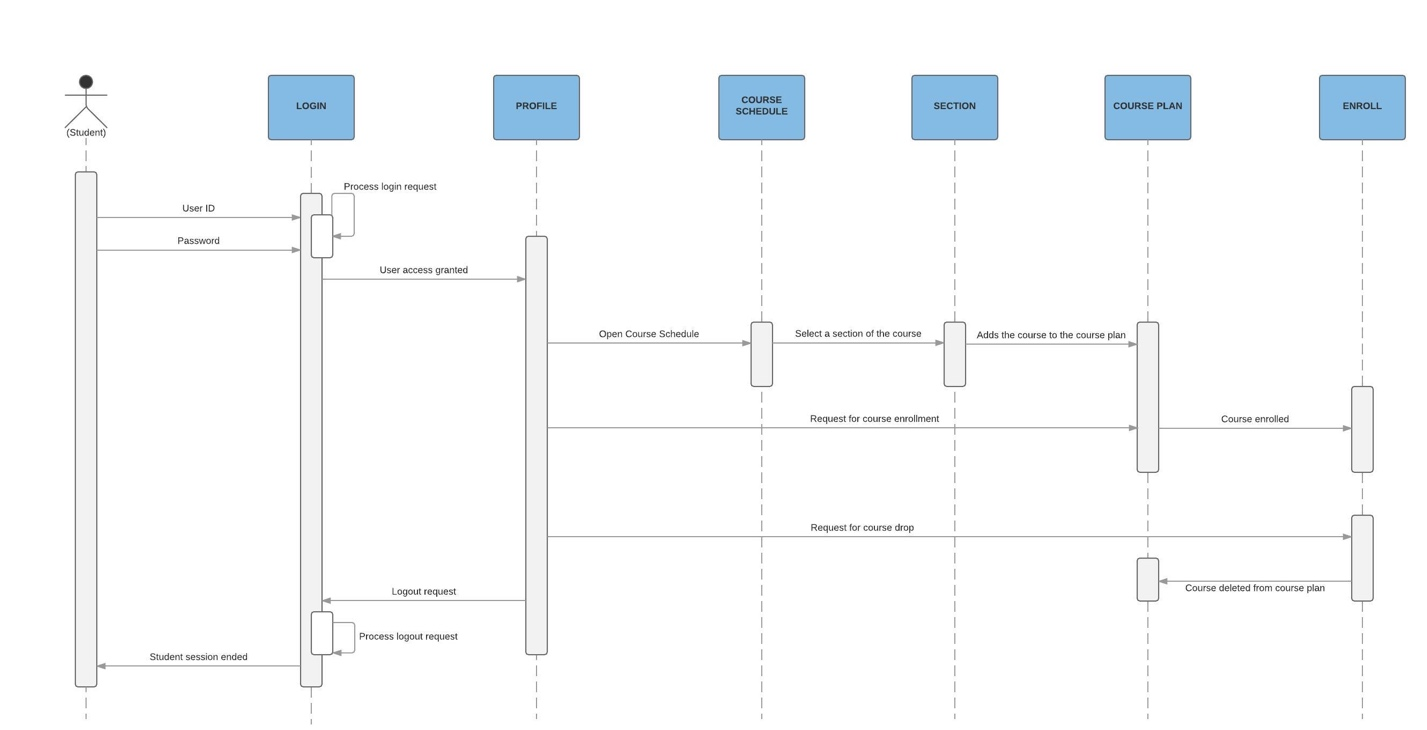 LOGIN
PROFILE
COURSE
SCHEDULE
SECTION
COURSE PLAN
ENROLL
(Student)
Process login request
User ID
Password
User access granted
Open Course Schedule
Select a section of the course
Adds the course to the course plan
Request for course enrollment
Course enrolled
Request for course drop
Course deleted from course plan
Logout request
Process logout request
Student session ended